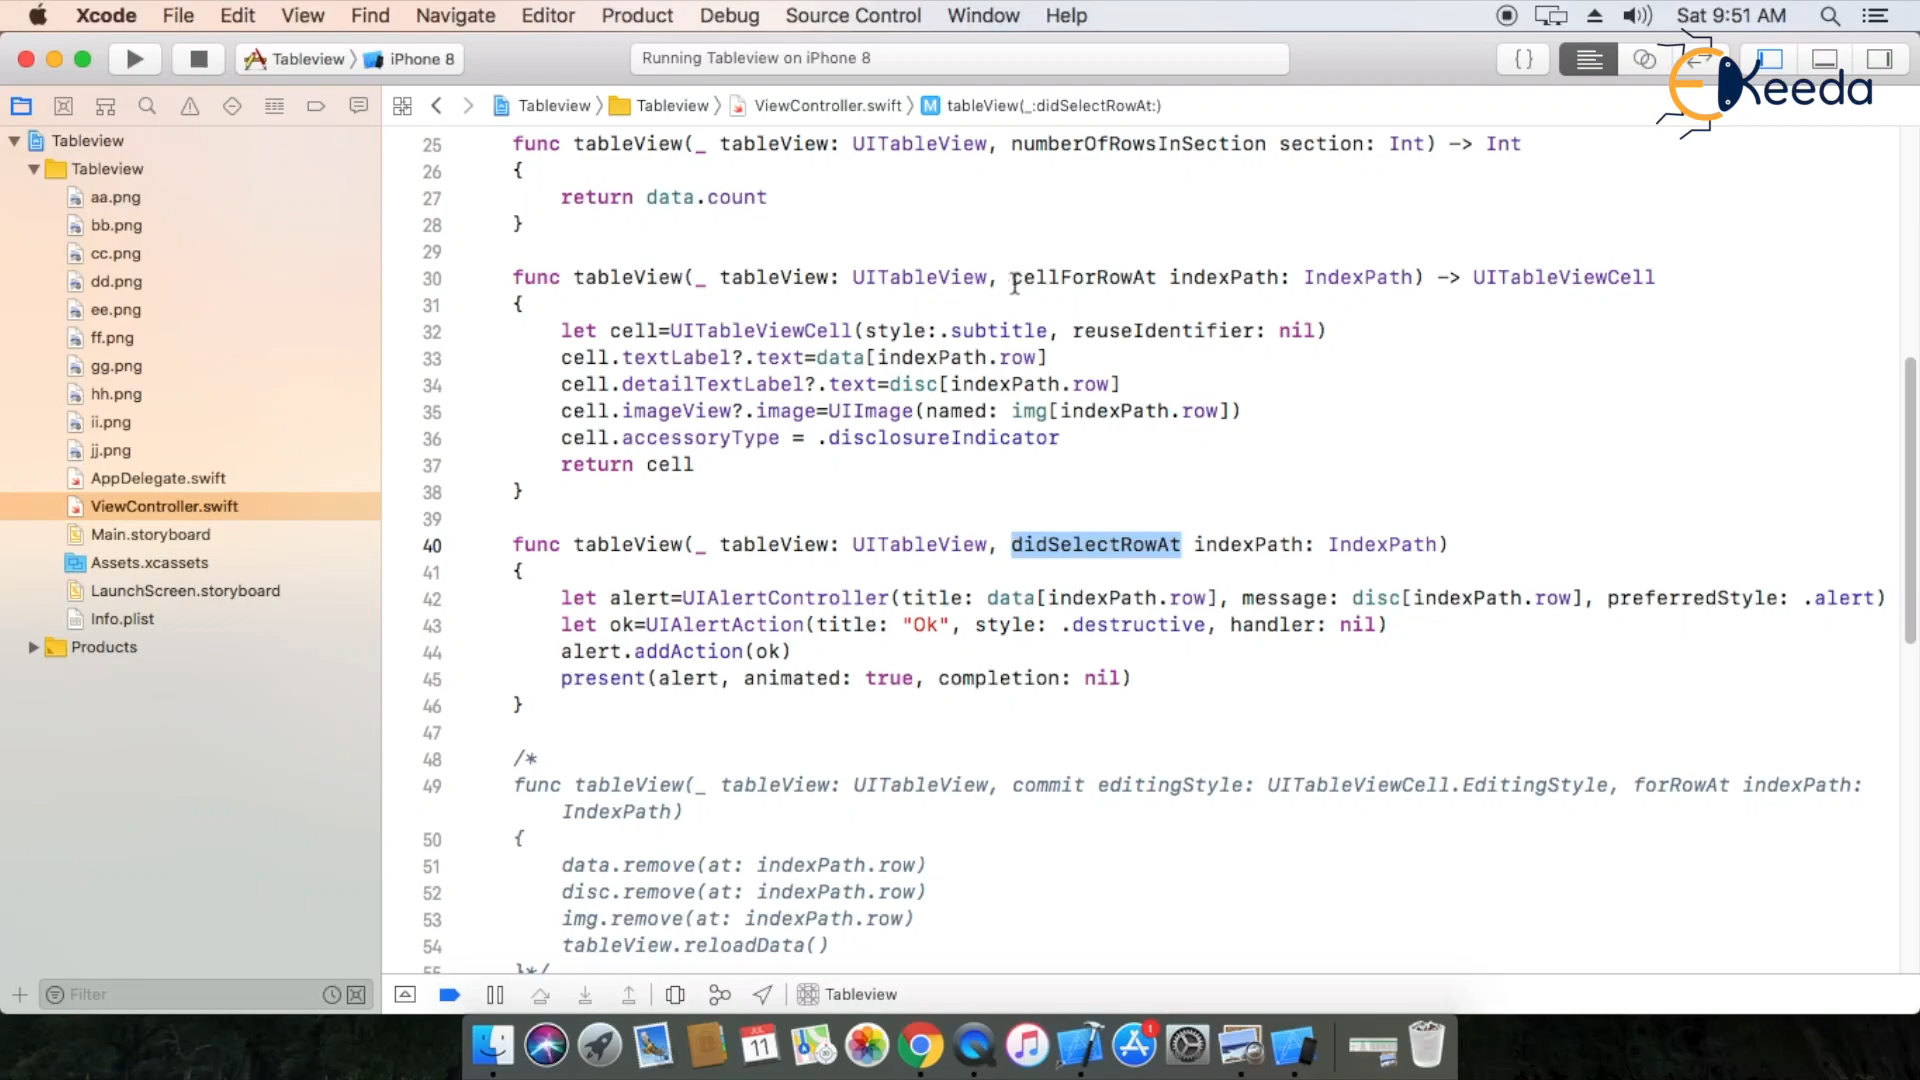 Xcode File Edit View Find Navigate Editor Product Debug Source Control Window Help Sat 9:51 AM
Tableview iPhone 8 Running Tableview on iPhone 8 { }
Keeda
Tableview Tableview ViewController.swift M tableView(_:didSelectRowAt:)
Tableview
Tableview
aa.png
bb.png
cc.png
dd.png
ee.png
ff.png
gg.png
hh.png
ii.png
jj.png
AppDelegate.swift
ViewController.swift
Main.storyboard
Assets.xcassets
LaunchScreen.storyboard
Info.plist
Products
Filter
25 func tableView(_ tableView: UITableView, numberOfRowsInSection section: Int) -> Int
26 {
27 return data.count
28 }
29
30 func tableView(_ tableView: UITableView, cellForRowAt indexPath: IndexPath) -> UITableViewCell
31 {
32 let cell=UITableViewCell(style:.subtitle, reuseIdentifier: nil)
33 cell.textLabel?.text=data[indexPath.row]
34 cell.detailTextLabel?.text=disc[indexPath.row]
35 cell.imageView?.image=UIImage(named: img[indexPath.row])
36 cell.accessoryType = .disclosureIndicator
37 return cell
38 }
39
40 func tableView(_ tableView: UITableView, didSelectRowAt indexPath: IndexPath)
41 {
42 let alert=UIAlertController(title: data[indexPath.row], message: disc[indexPath.row], preferredStyle: .alert)
43 let ok=UIAlertAction(title: "Ok", style: .destructive, handler: nil)
44 alert.addAction(ok)
45 present(alert, animated: true, completion: nil)
46 }
47
48 /*
49 func tableView(_ tableView: UITableView, commit editingStyle: UITableViewCell.EditingStyle, forRowAt indexPath:
IndexPath)
50 {
51 data.remove(at: indexPath.row)
52 disc.remove(at: indexPath.row)
53 img.remove(at: indexPath.row)
54 tableView.reloadData()
55 }*/
Tableview
JUL
11
1